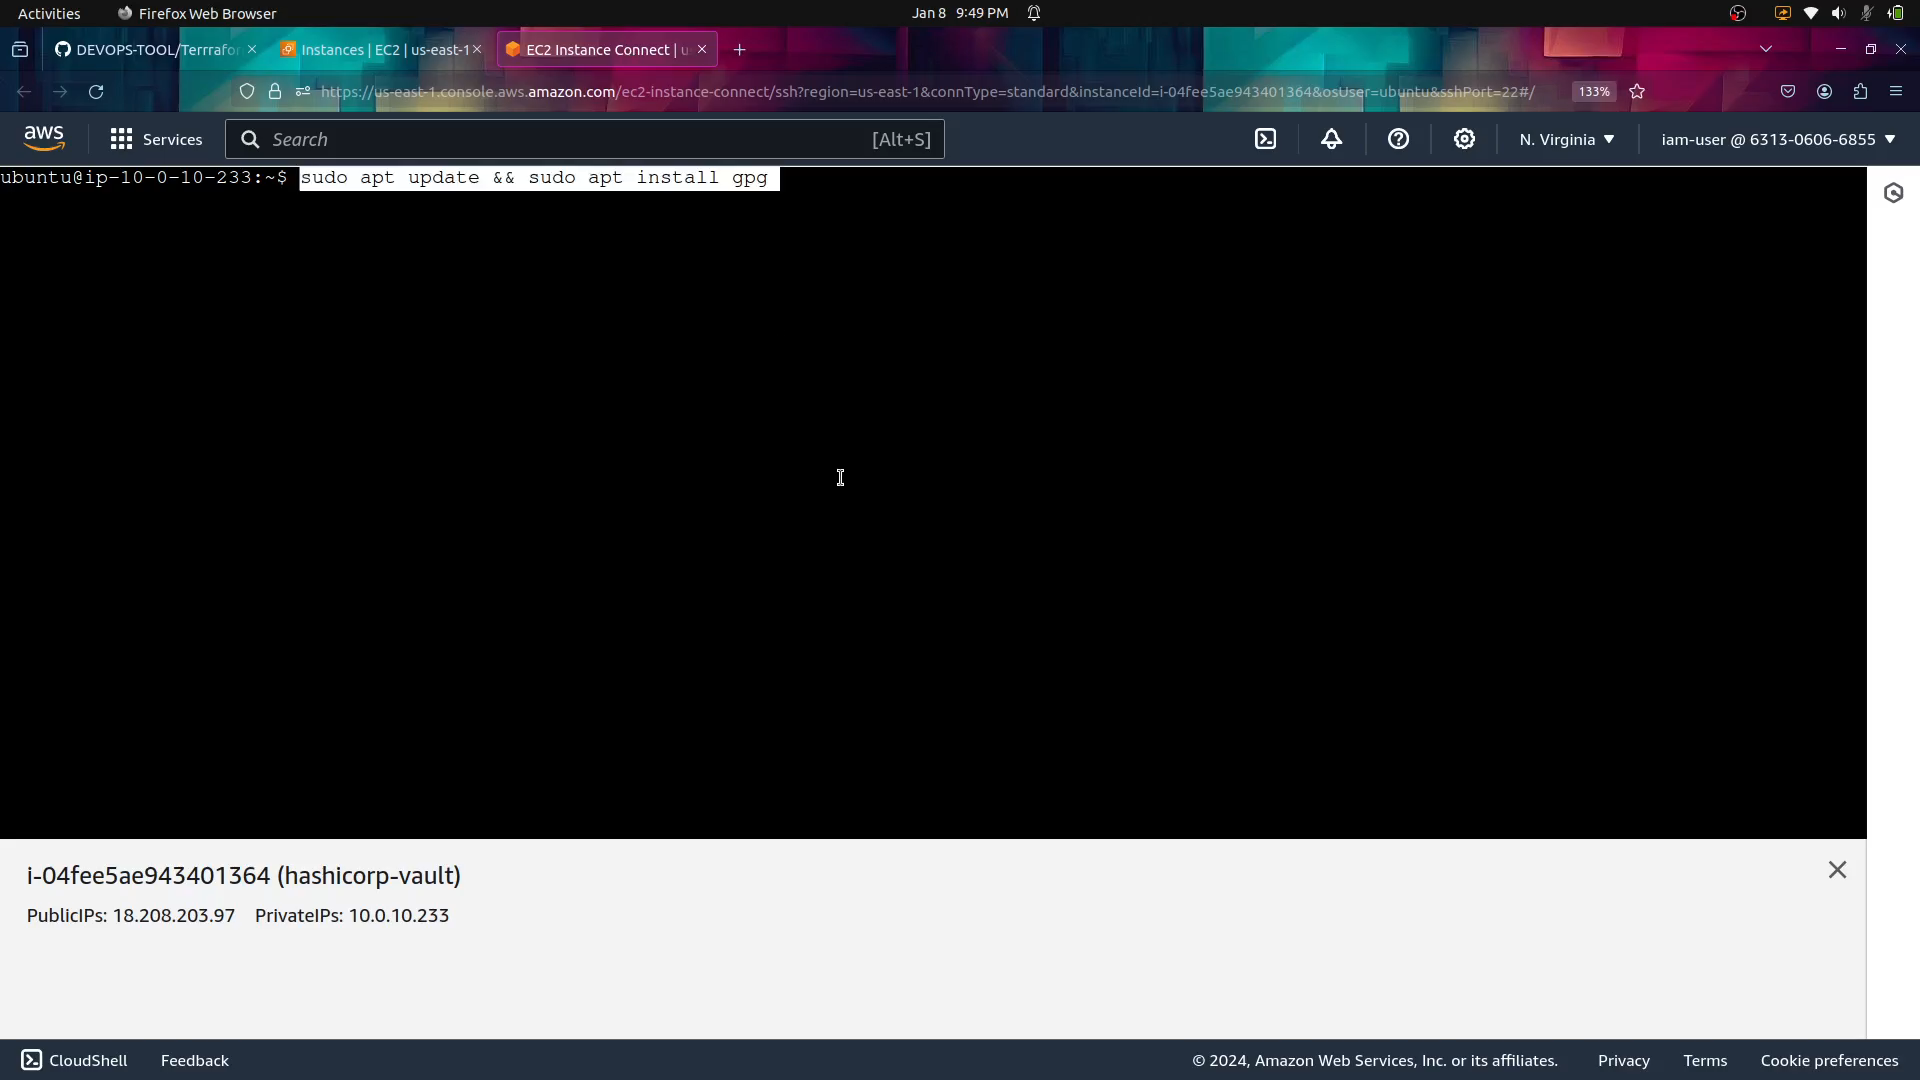 Activities Firefox Web Browser Jan 8 9:49 PM
DEVOPS-TOOL/Terrrafor Instances | EC2 | us-east-1 EC2 Instance Connect | u
https://us-east-1.console.aws.amazon.com/ec2-instance-connect/ssh?region=us-east-1&connType=standard&instanceId=i-04fee5ae943401364&osUser=ubuntu&sshPort=22#/ 133%
aws Services Search [Alt+S] N. Virginia iam-user @ 6313-0606-6855
ubuntu@ip-10-0-10-233:~$ sudo apt update && sudo apt install gpg
i-04fee5ae943401364 (hashicorp-vault)
PublicIPs: 18.208.203.97 PrivateIPs: 10.0.10.233
CloudShell Feedback © 2024, Amazon Web Services, Inc. or its affiliates. Privacy Terms Cookie preferences